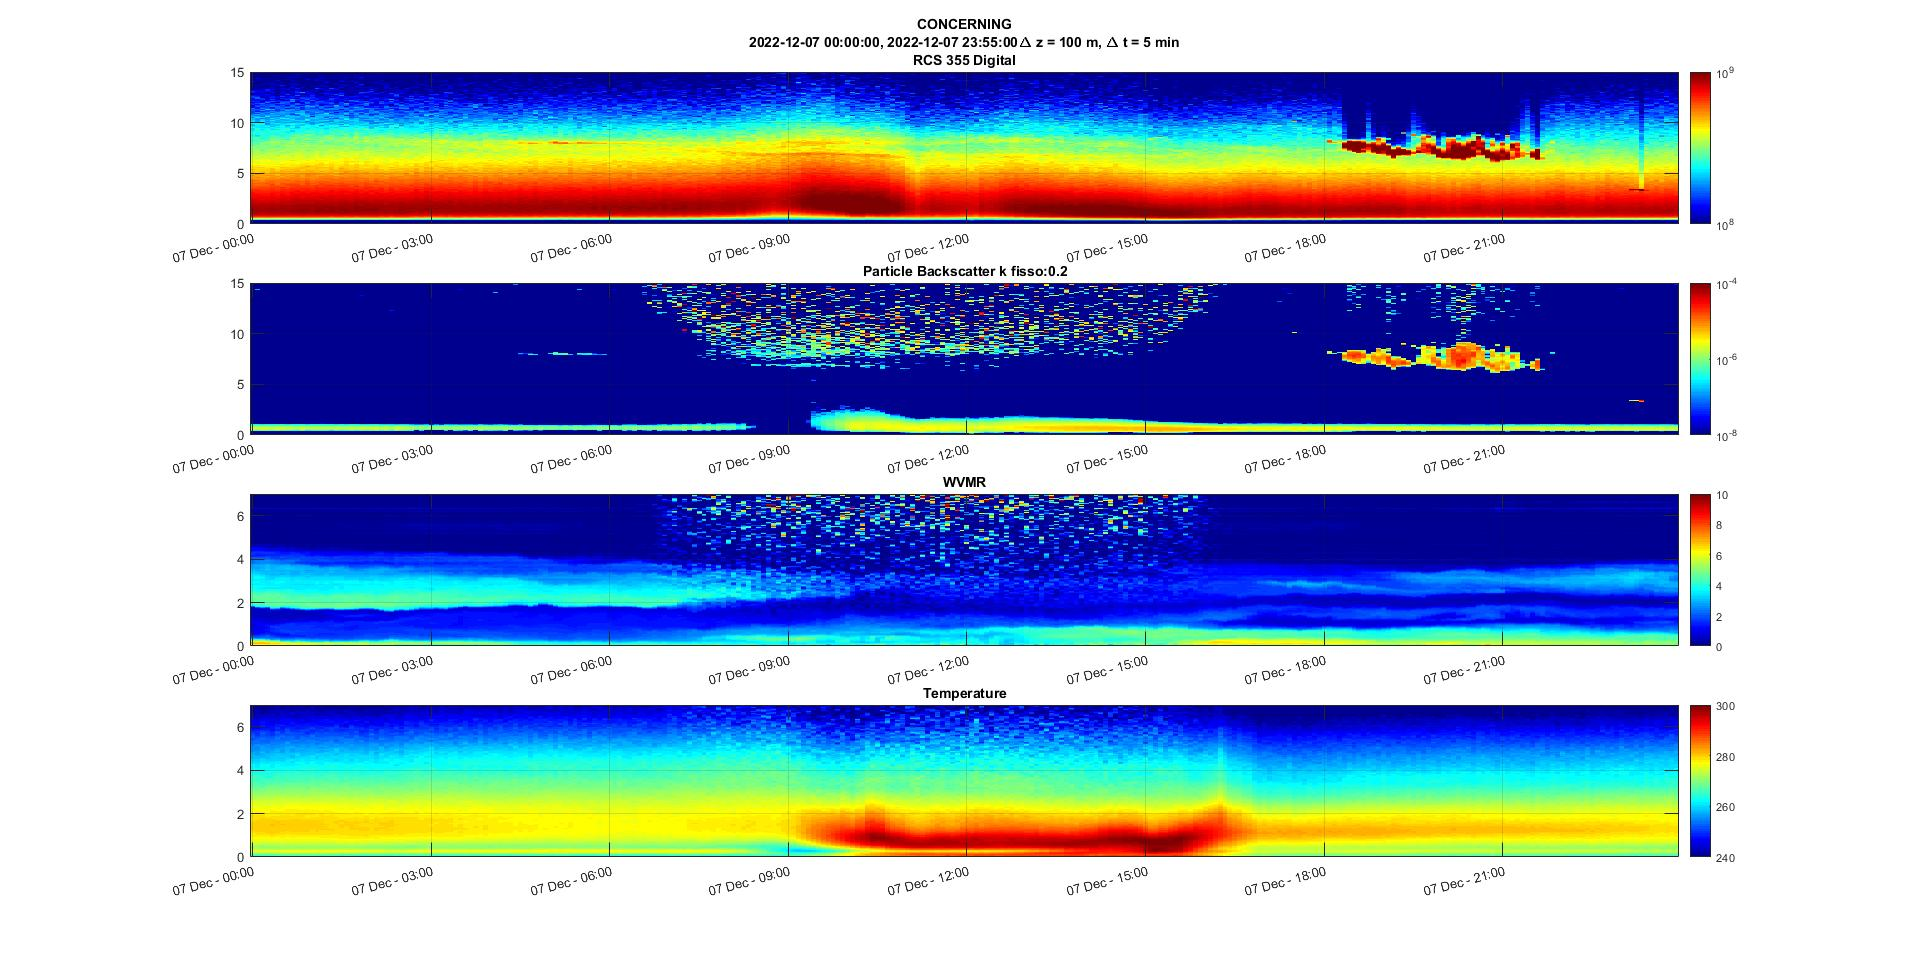 CONCERNING
2022-12-07 00:00:00, 2022-12-07 23:55:00Δ z = 100 m, Δ t = 5 min
RCS 355 Digital
15
10
5
0
07 Dec - 00:00
07 Dec - 03:00
07 Dec - 06:00
07 Dec - 09:00
07 Dec - 12:00
07 Dec - 15:00
07 Dec - 18:00
07 Dec - 21:00
10^9
10^8
Particle Backscatter k fisso:0.2
15
10
5
0
07 Dec - 00:00
07 Dec - 03:00
07 Dec - 06:00
07 Dec - 09:00
07 Dec - 12:00
07 Dec - 15:00
07 Dec - 18:00
07 Dec - 21:00
10^-4
10^-6
10^-8
WVMR
6
4
2
0
07 Dec - 00:00
07 Dec - 03:00
07 Dec - 06:00
07 Dec - 09:00
07 Dec - 12:00
07 Dec - 15:00
07 Dec - 18:00
07 Dec - 21:00
10
8
6
4
2
0
Temperature
6
4
2
0
07 Dec - 00:00
07 Dec - 03:00
07 Dec - 06:00
07 Dec - 09:00
07 Dec - 12:00
07 Dec - 15:00
07 Dec - 18:00
07 Dec - 21:00
300
280
260
240